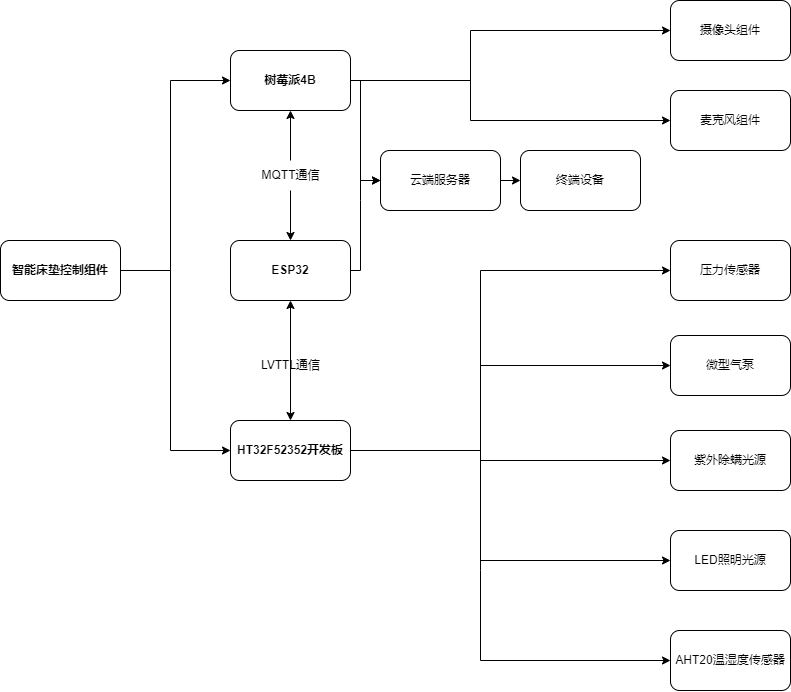 摄像头组件
树莓派4B
麦克风组件
MQTT通信
云端服务器
终端设备
智能床垫控制组件
ESP32
压力传感器
LVTTL通信
微型气泵
HT32F52352开发板
紫外除螨光源
LED照明光源
AHT20温湿度传感器